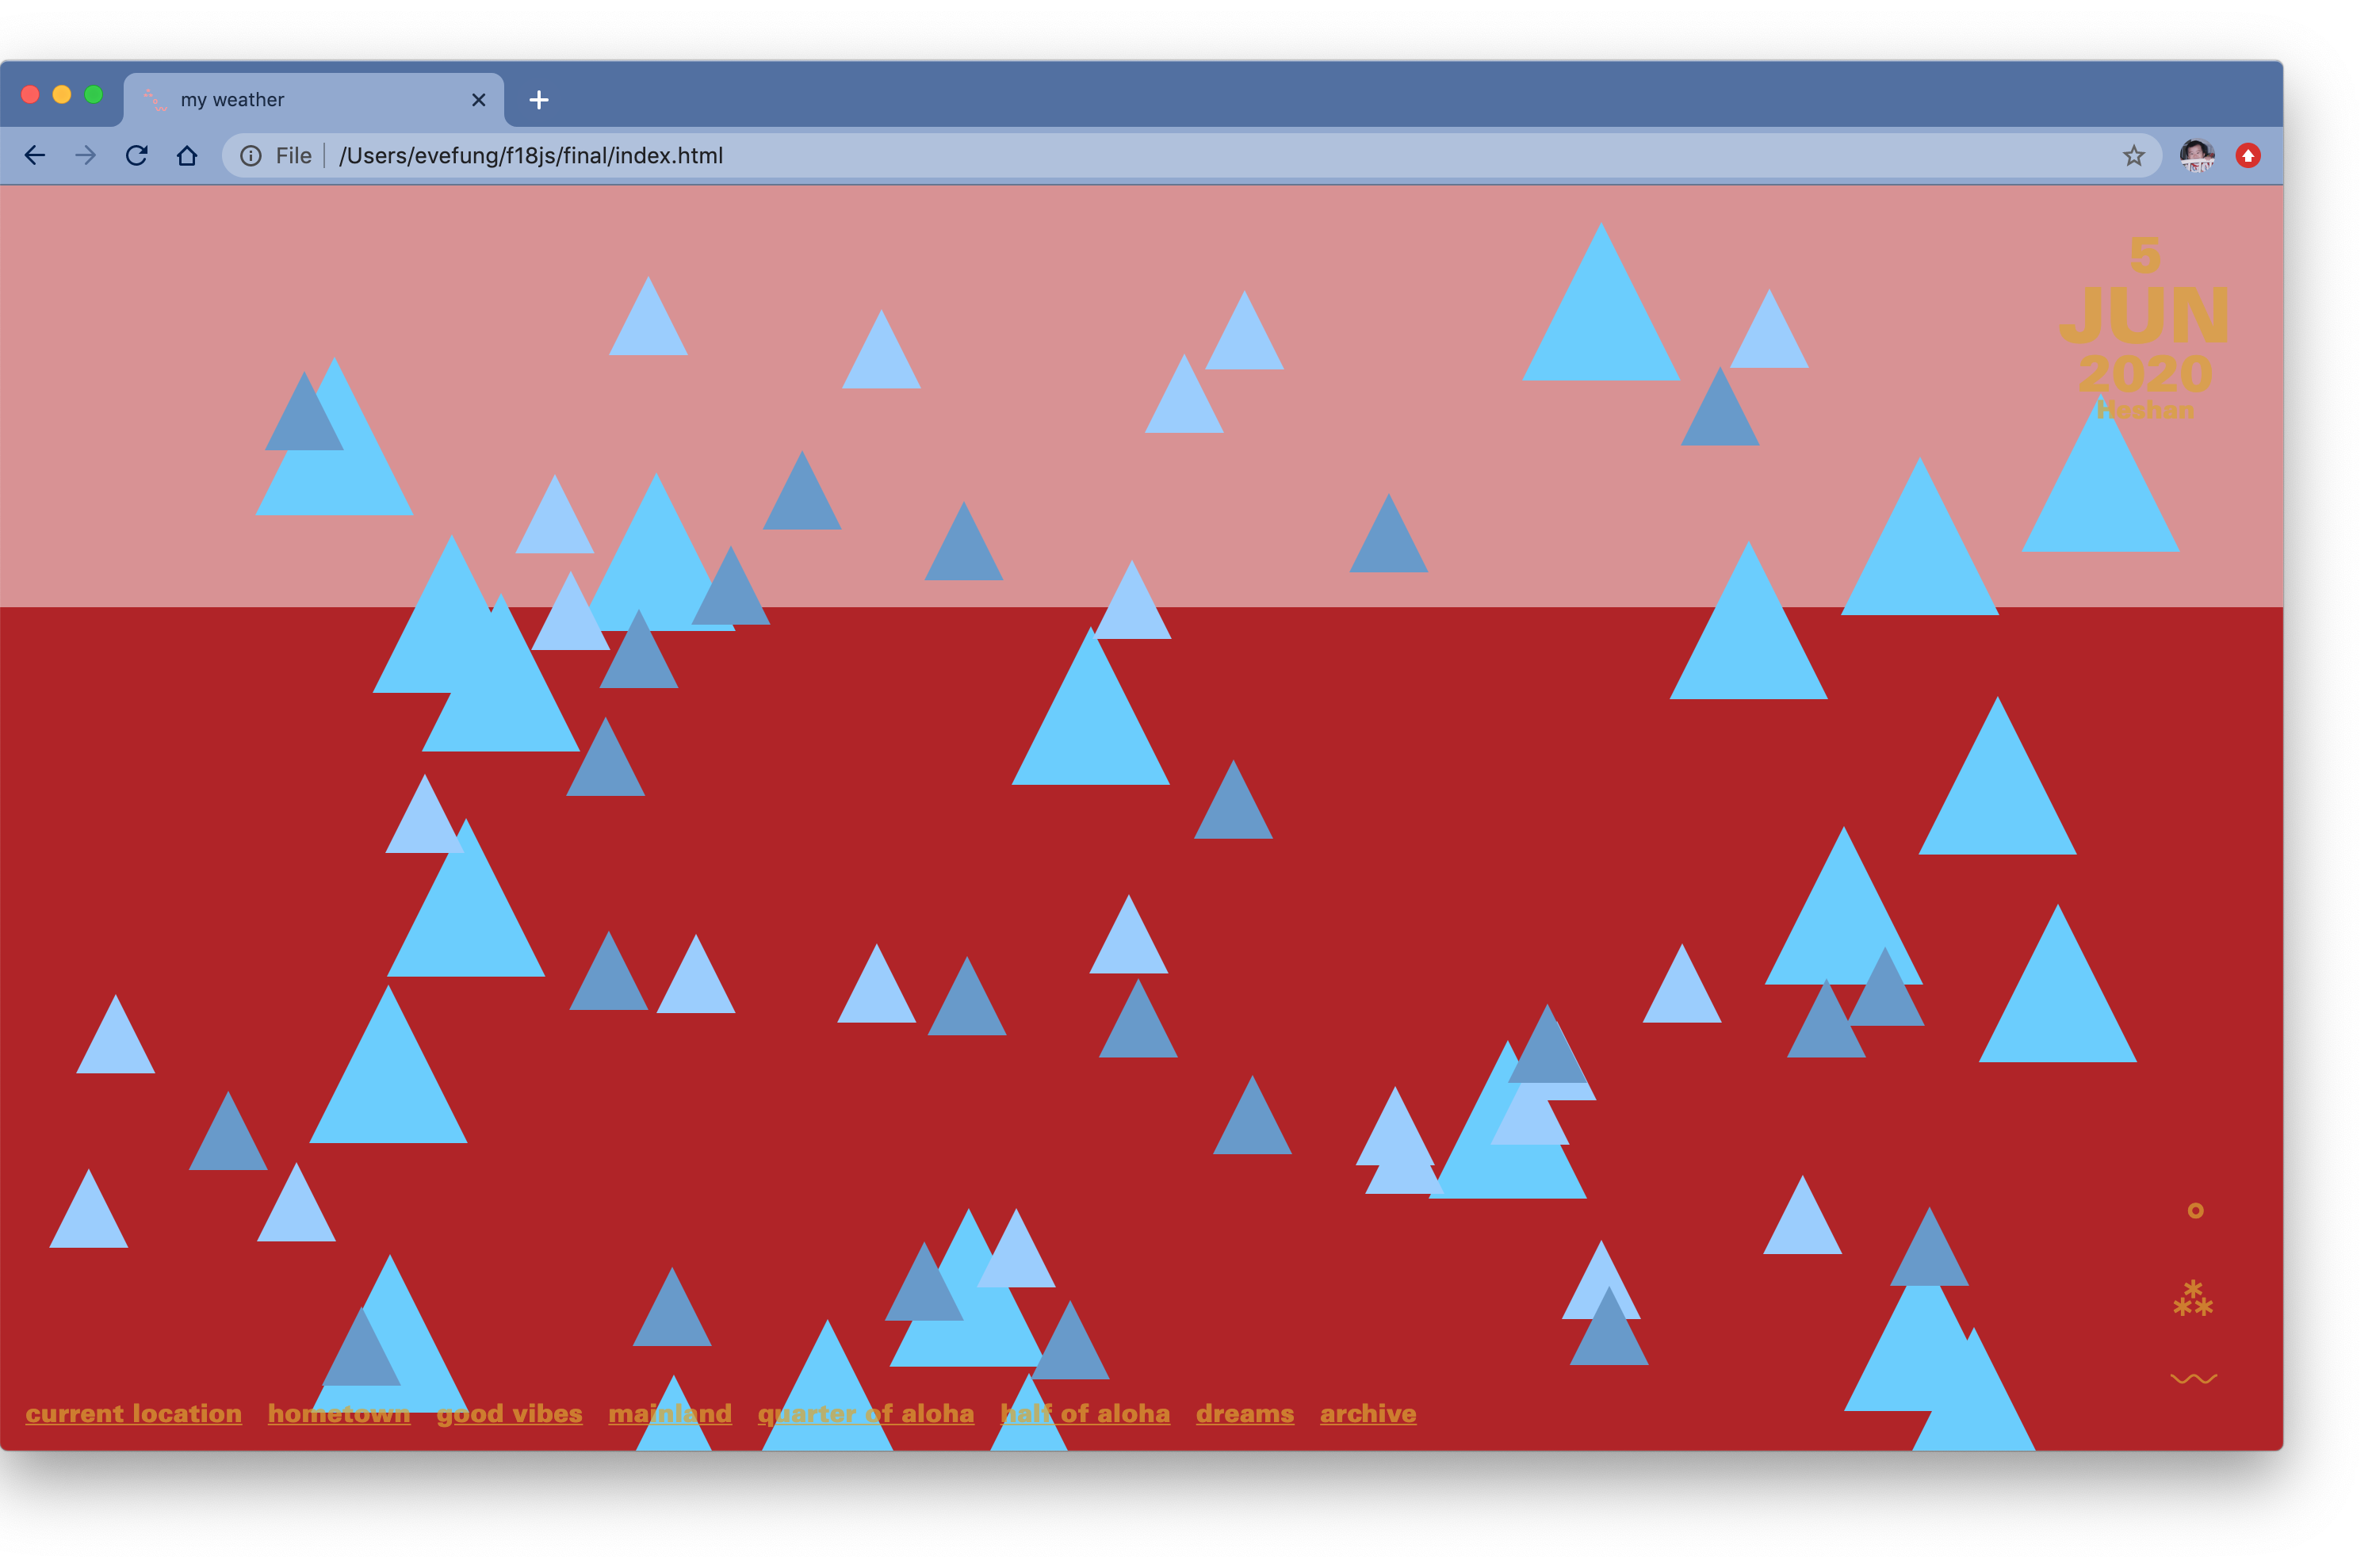 my weather
File /Users/evefung/f18js/final/index.html
5
JUN
2020
Heshan
current location hometown good vibes mainland quarter of aloha half of aloha dreams archive